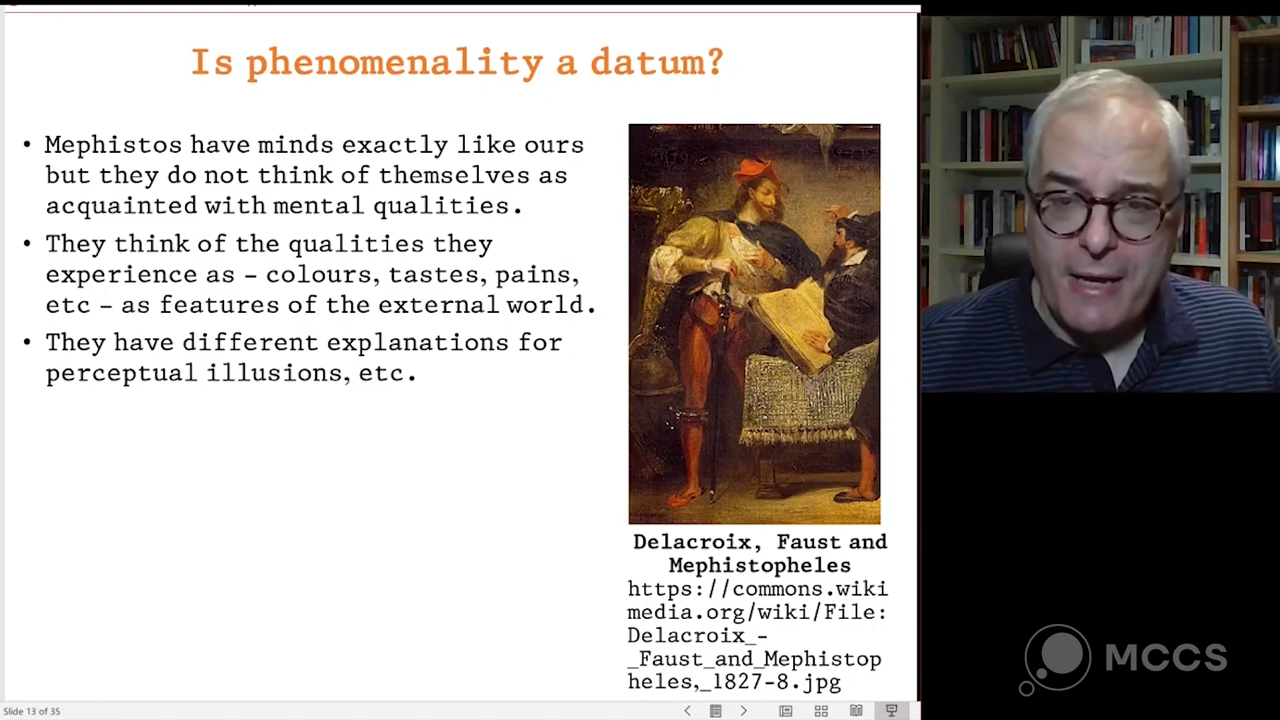 Is phenomenality a datum?
• Mephistos have minds exactly like ours
but they do not think of themselves as
acquainted with mental qualities.
• They think of the qualities they
experience as – colours, tastes, pains,
etc – as features of the external world.
• They have different explanations for
perceptual illusions, etc.
Delacroix, Faust and
Mephistopheles
https://commons.wiki
media.org/wiki/File:
Delacroix_-
_Faust_and_Mephistop
heles,_1827-8.jpg
Slide 13 of 35
MCCS